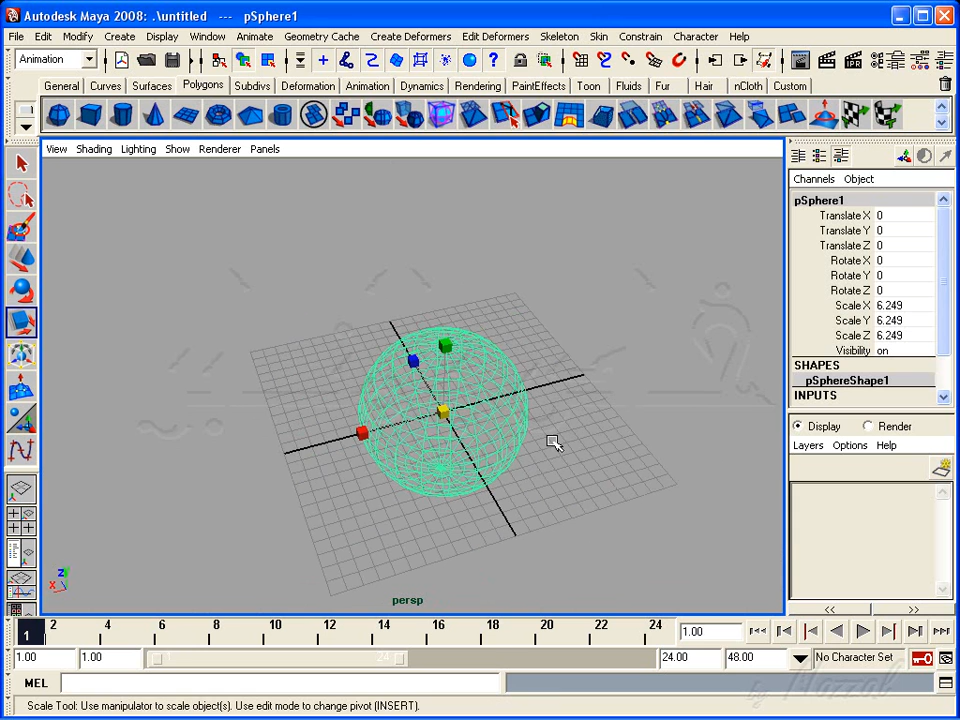 Autodesk Maya 2008: .\untitled --- pSphere1
File Edit Modify Create Display Window Animate Geometry Cache Create Deformers Edit Deformers Skeleton Skin Constrain Character Help
Animation
General Curves Surfaces Polygons Subdivs Deformation Animation Dynamics Rendering PaintEffects Toon Fluids Fur Hair nCloth Custom
View Shading Lighting Show Renderer Panels
Channels Object
pSphere1
Translate X 0
Translate Y 0
Translate Z 0
Rotate X 0
Rotate Y 0
Rotate Z 0
Scale X 6.249
Scale Y 6.249
Scale Z 6.249
Visibility on
SHAPES
pSphereShape1
INPUTS
Display Render
Layers Options Help
z
x
persp
<< >>
1 2 4 6 8 10 12 14 16 18 20 22 24 1.00
1.00 1.00 1 24 24.00 48.00 No Character Set
MEL
by Mazzal
Scale Tool: Use manipulator to scale object(s). Use edit mode to change pivot (INSERT).